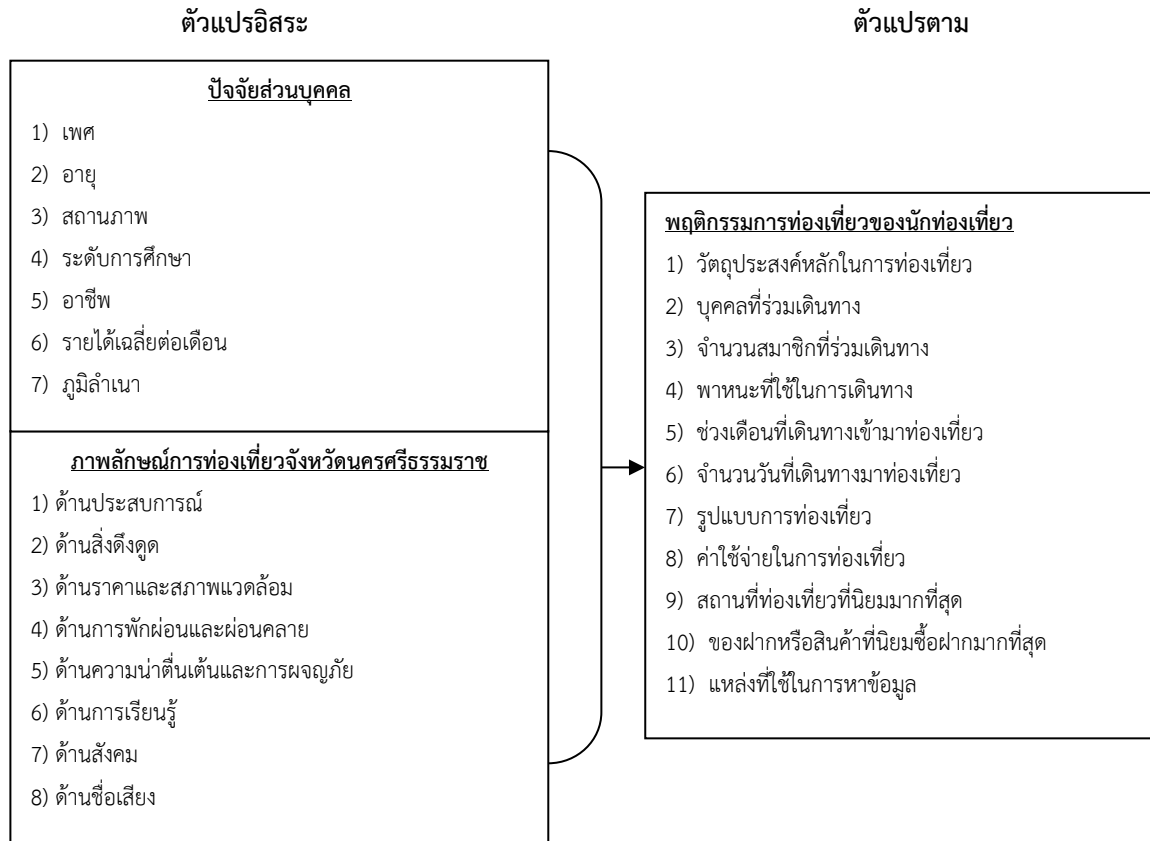 ตัวแปรอิสระ
ตัวแปรตาม
ปัจจัยส่วนบุคคล
1) เพศ
2) อายุ
3) สถานภาพ
4) ระดับการศึกษา
5) อาชีพ
6) รายได้เฉลี่ยต่อเดือน
7) ภูมิลำเนา
ภาพลักษณ์การท่องเที่ยวจังหวัดนครศรีธรรมราช
1) ด้านประสบการณ์
2) ด้านสิ่งดึงดูด
3) ด้านราคาและสภาพแวดล้อม
4) ด้านการพักผ่อนและผ่อนคลาย
5) ด้านความน่าตื่นเต้นและการผจญภัย
6) ด้านการเรียนรู้
7) ด้านสังคม
8) ด้านชื่อเสียง
พฤติกรรมการท่องเที่ยวของนักท่องเที่ยว
1) วัตถุประสงค์หลักในการท่องเที่ยว
2) บุคคลที่ร่วมเดินทาง
3) จำนวนสมาชิกที่ร่วมเดินทาง
4) พาหนะที่ใช้ในการเดินทาง
5) ช่วงเดือนที่เดินทางเข้ามาท่องเที่ยว
6) จำนวนวันที่เดินทางมาท่องเที่ยว
7) รูปแบบการท่องเที่ยว
8) ค่าใช้จ่ายในการท่องเที่ยว
9) สถานที่ท่องเที่ยวที่นิยมมากที่สุด
10) ของฝากหรือสินค้าที่นิยมซื้อฝากมากที่สุด
11) แหล่งที่ใช้ในการหาข้อมูล